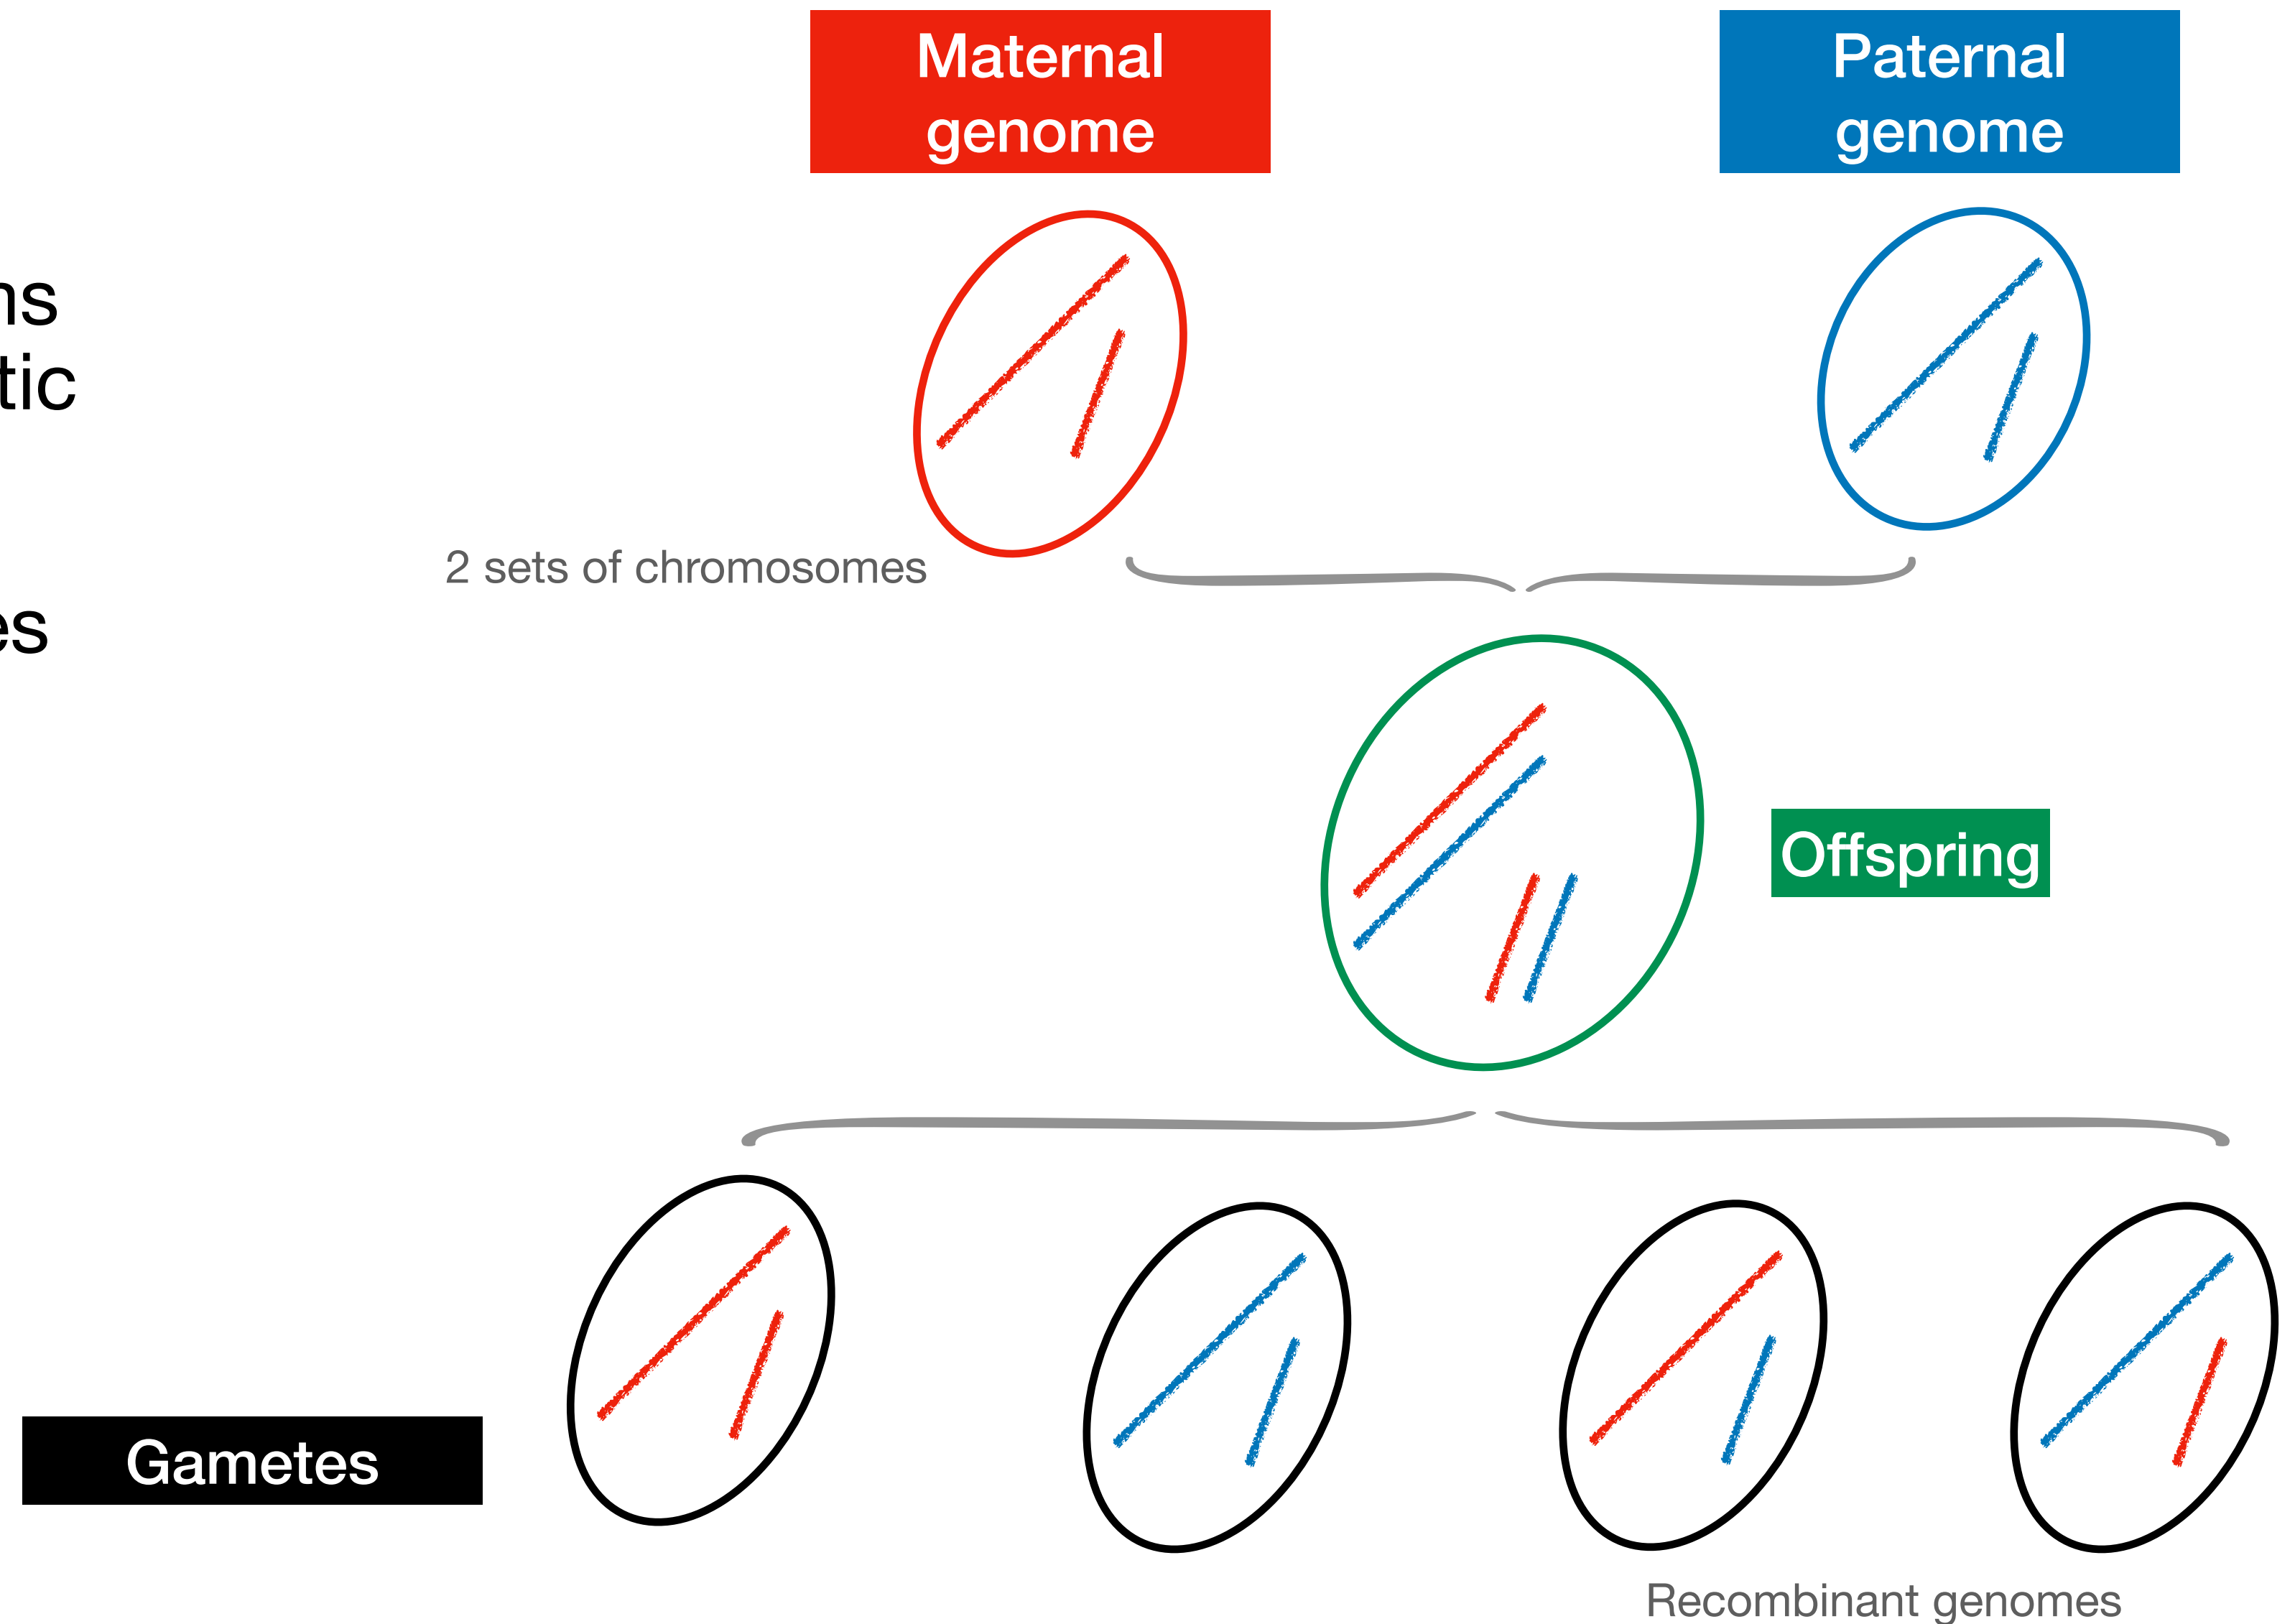 Maternal
genome
Paternal
genome
ns
tic
2 sets of chromosomes
es
Offspring
Gametes
Recombinant genomes